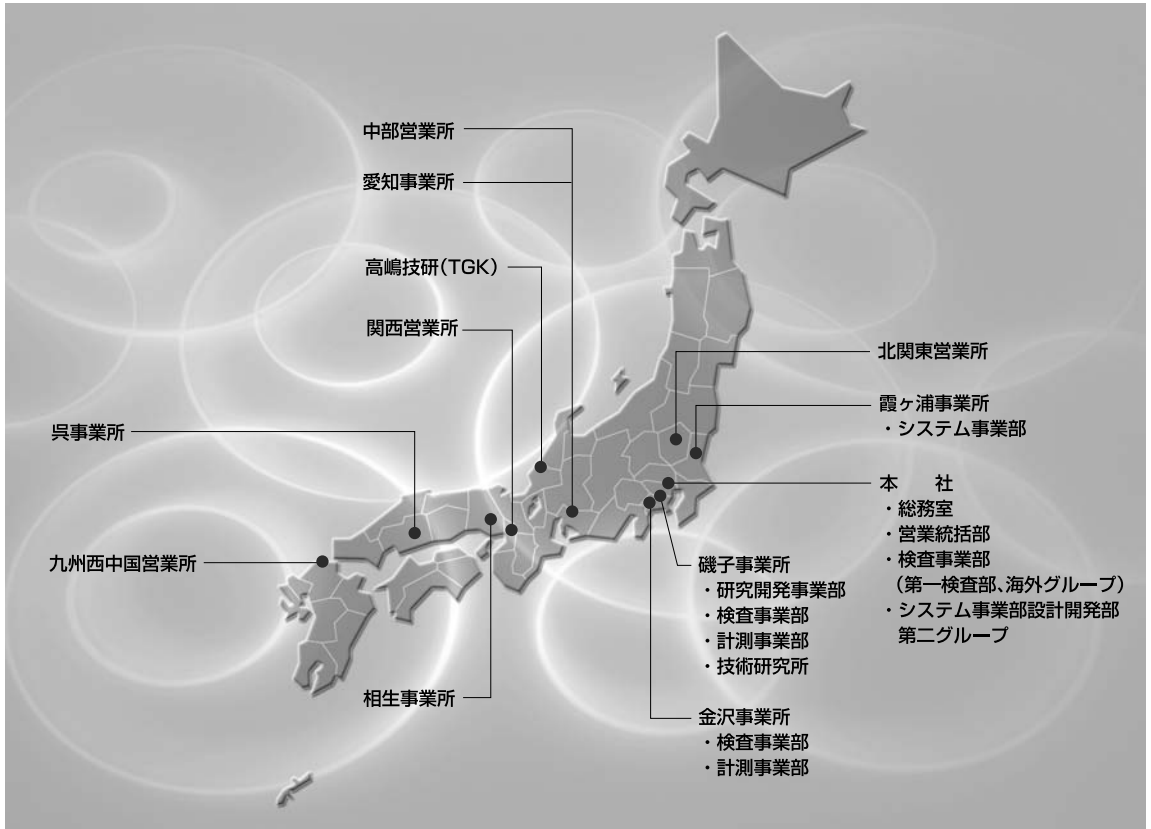 中部営業所
愛知事業所
高嶋技研(TGK)
関西営業所
呉事業所
九州西中国営業所
相生事業所
北関東営業所
霞ヶ浦事業所
・システム事業部
本　　社
・総務室
・営業統括部
・検査事業部
（第一検査部、海外グループ）
・システム事業部設計開発部
第二グループ
磯子事業所
・研究開発事業部
・検査事業部
・計測事業部
・技術研究所
金沢事業所
・検査事業部
・計測事業部